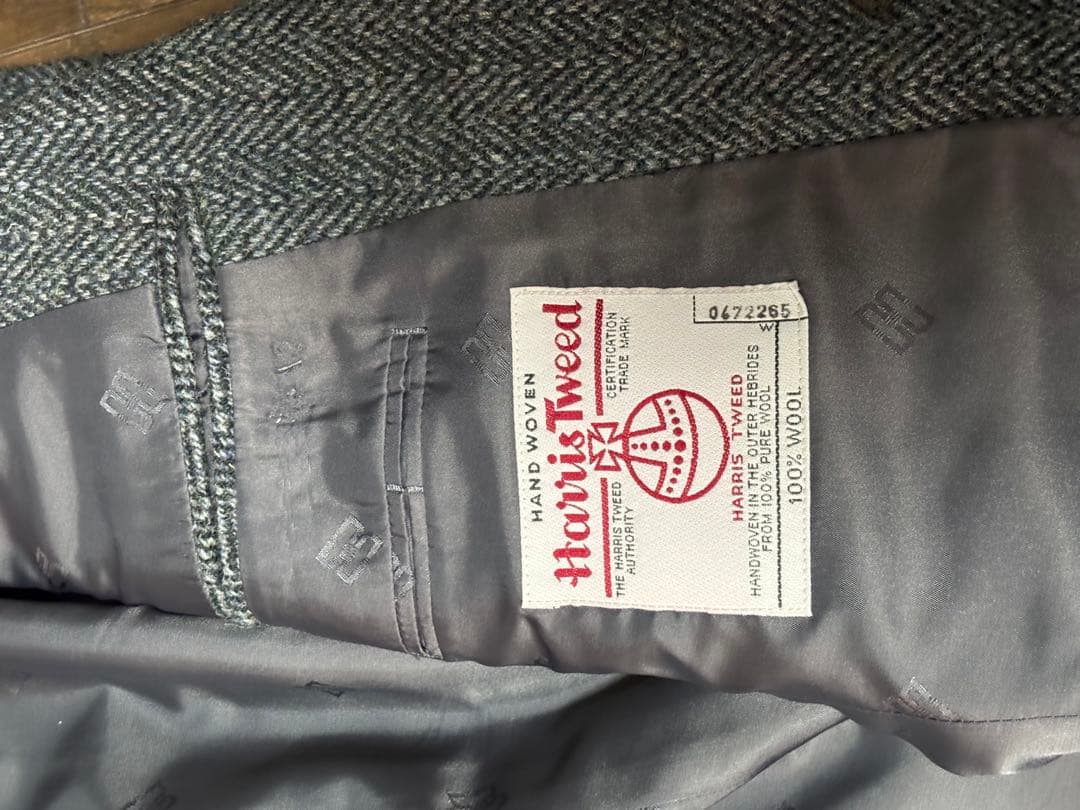 HAND WOVEN
Harris Tweed
THE HARRIS TWEED
AUTHORITY
CERTIFICATION
TRADE MARK
HARRIS TWEED
HANDWOVEN IN THE OUTER HEBRIDES
FROM 100% PURE WOOL
0672265
W
100% WOOL